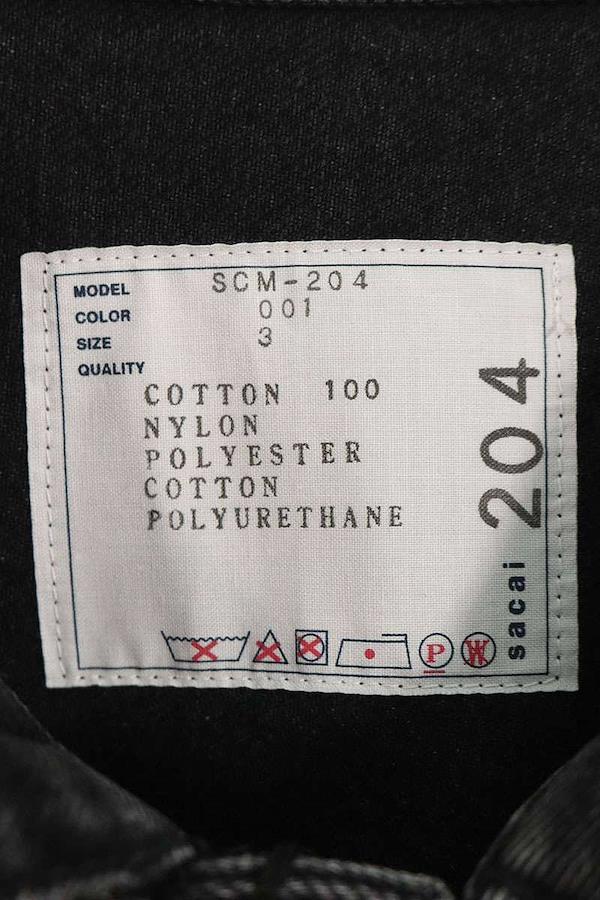 MODEL SCM-204
COLOR 001
SIZE 3
QUALITY
COTTON 100
NYLON
POLYESTER
COTTON
POLYURETHANE
P
W
sacai 204